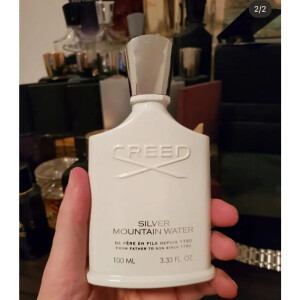 2/2
CREED
SILVER
MOUNTAIN WATER
DE PÈRE EN FILS DEPUIS 1760
FROM FATHER TO SON SINCE 1760
100 ML 3.33 FL. OZ